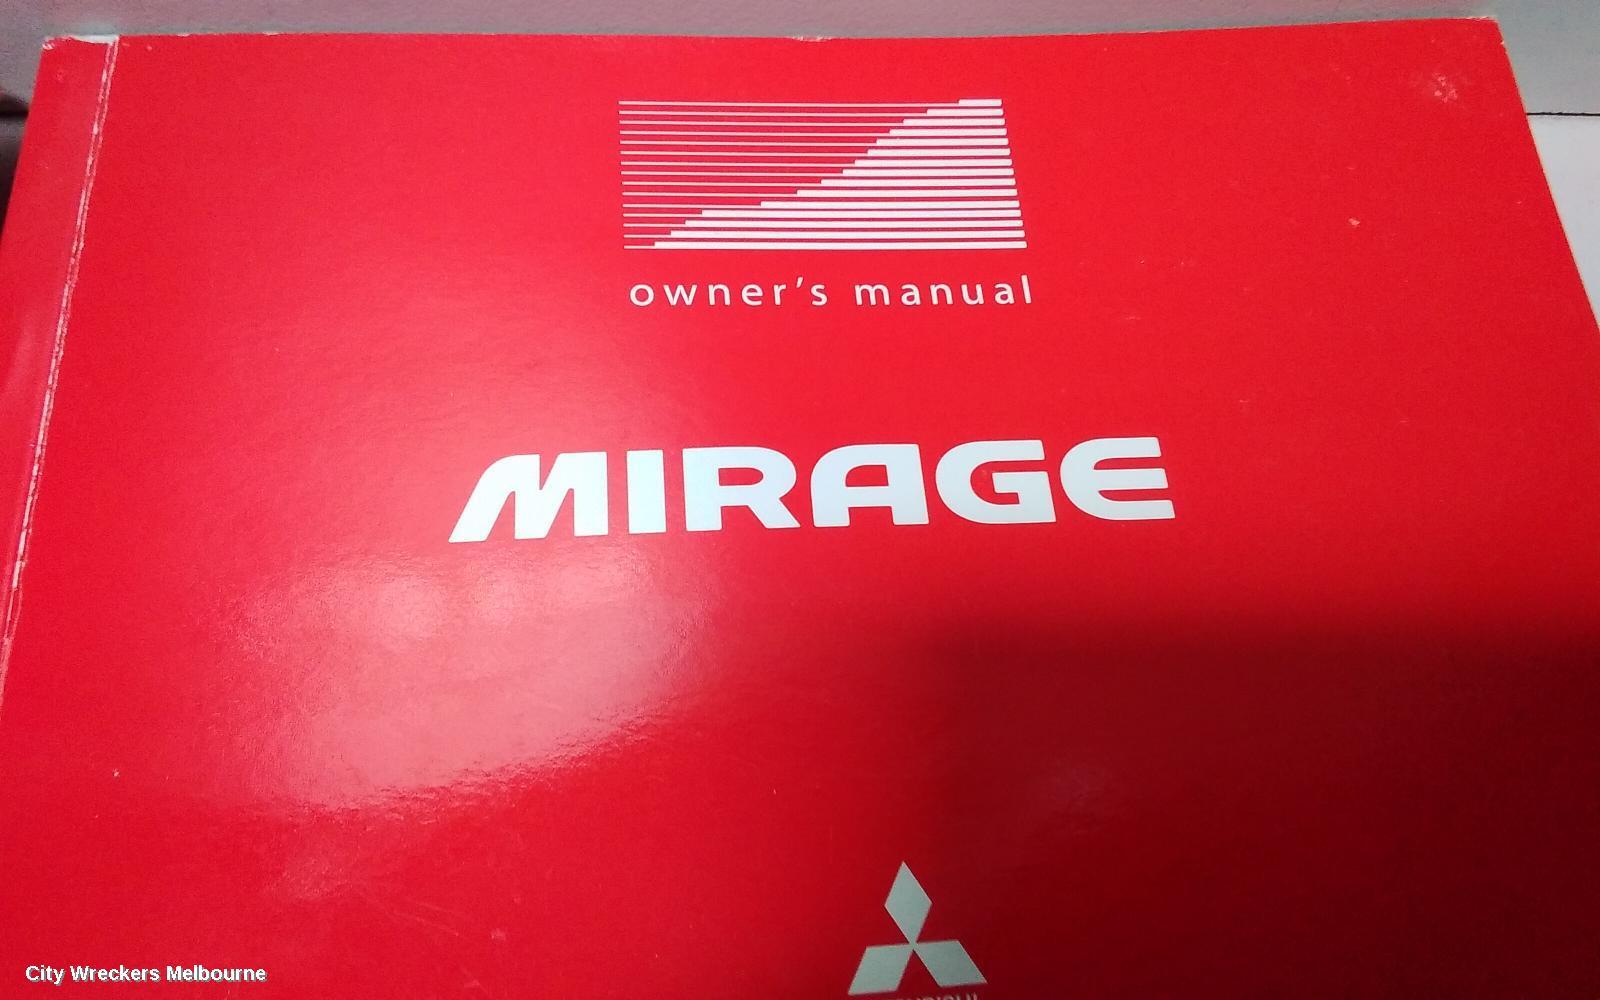 owner's manual
MIRAGE
City Wreckers Melbourne